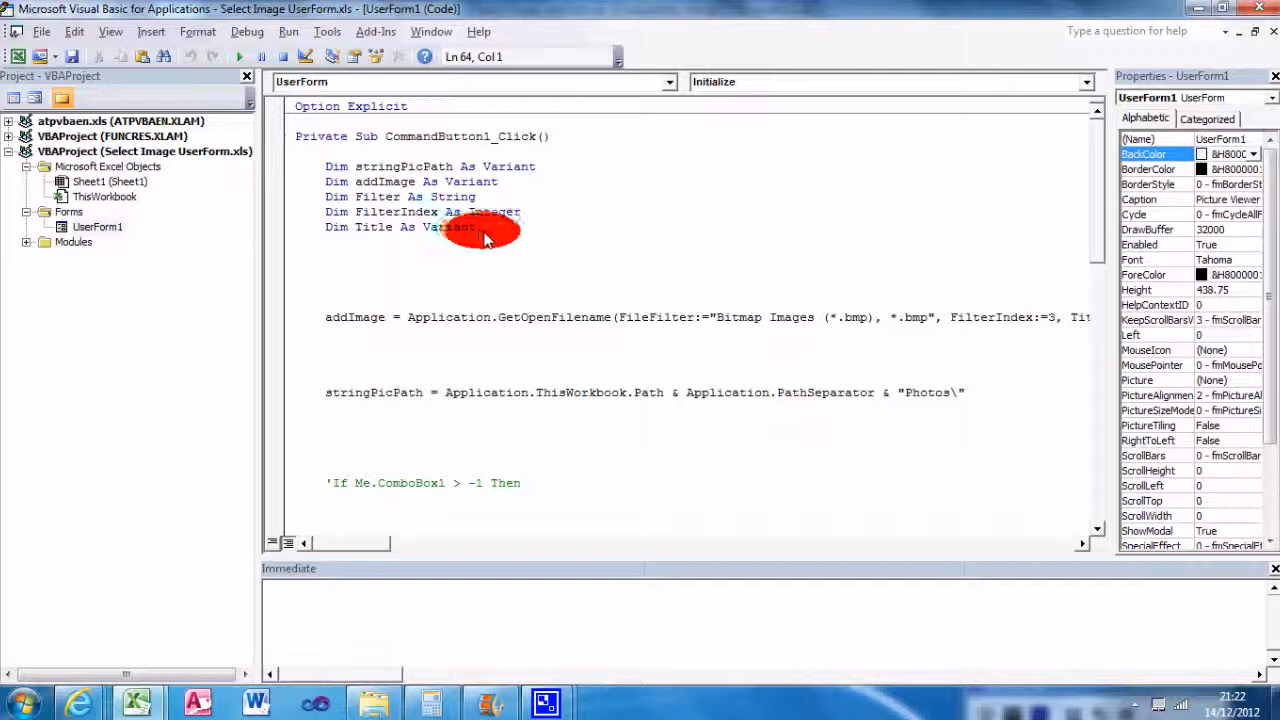 Microsoft Visual Basic for Applications - Select Image UserForm.xls - [UserForm1 (Code)]
File Edit View Insert Format Debug Run Tools Add-Ins Window Help
Type a question for help
Ln 64, Col 1
Project - VBAProject
atpvbaen.xls (ATPVBAEN.XLAM)
VBAProject (FUNCRES.XLAM)
VBAProject (Select Image UserForm.xls)
Microsoft Excel Objects
Sheet1 (Sheet1)
ThisWorkbook
Forms
UserForm1
Modules
UserForm
Initialize
Option Explicit
Private Sub CommandButton1_Click()
Dim stringPicPath As Variant
Dim addImage As Variant
Dim Filter As String
Dim FilterIndex As Integer
Dim Title As Variant
addImage = Application.GetOpenFilename(FileFilter:="Bitmap Images (*.bmp), *.bmp", FilterIndex:=3, Tit
stringPicPath = Application.ThisWorkbook.Path & Application.PathSeparator & "Photos\"
'If Me.ComboBox1 > -1 Then
Immediate
Properties - UserForm1
UserForm1 UserForm
Alphabetic Categorized
(Name) UserForm1
BackColor &H800C
BorderColor &H8000001
BorderStyle 0 - fmBorderSt
Caption Picture Viewer
Cycle 0 - fmCycleAllF
DrawBuffer 32000
Enabled True
Font Tahoma
ForeColor &H8000001
Height 438.75
HelpContextID 0
KeepScrollBarsV 3 - fmScrollBar
Left 0
MouseIcon (None)
MousePointer 0 - fmMousePo
Picture (None)
PictureAlignmen 2 - fmPictureAl
PictureSizeMode 0 - fmPictureSi
PictureTiling False
RightToLeft False
ScrollBars 0 - fmScrollBar
ScrollHeight 0
ScrollLeft 0
ScrollTop 0
ScrollWidth 0
ShowModal True
SpecialEffect 0 - fmSpecialEf
21:22
14/12/2012